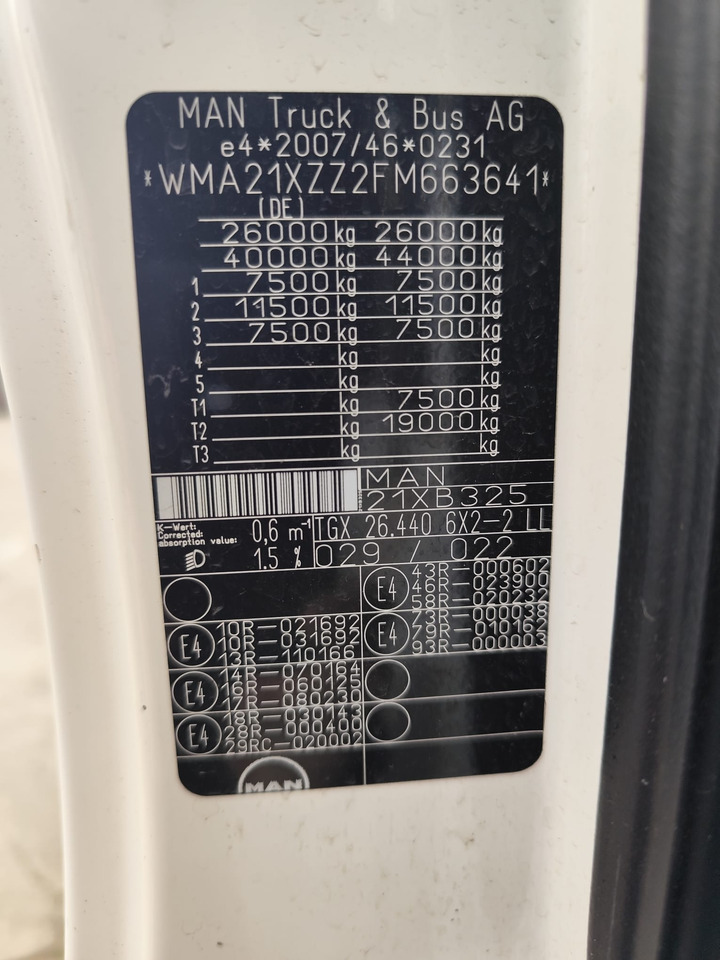 MAN Truck & Bus AG
e4*2007/46*0231
*WMA21XZZ2FM663641*
(DE)
26000 kg 26000 kg
40000 kg 44000 kg
1 7500 kg 7500 kg
2 11500 kg 11500 kg
3 7500 kg 7500 kg
4 kg kg
5 kg kg
T1 kg 7500 kg
T2 kg 19000 kg
T3 kg kg
MAN
21XB325
K-Wert:
Corrected:
absorption value: 0,6 m⁻¹
TGX 26.440 6X2-2 LL
1.5 %
029 / 022
E4
43R-000602
46R-023900
58R-020232
E4
10R-021692
10R-031692
13R-110166
E4
73R-000038
79R-010162
93R-000003
E4
14R-070164
16R-060125
17R-080230
E4
18R-030143
28R-000400
29RC-020002
MAN